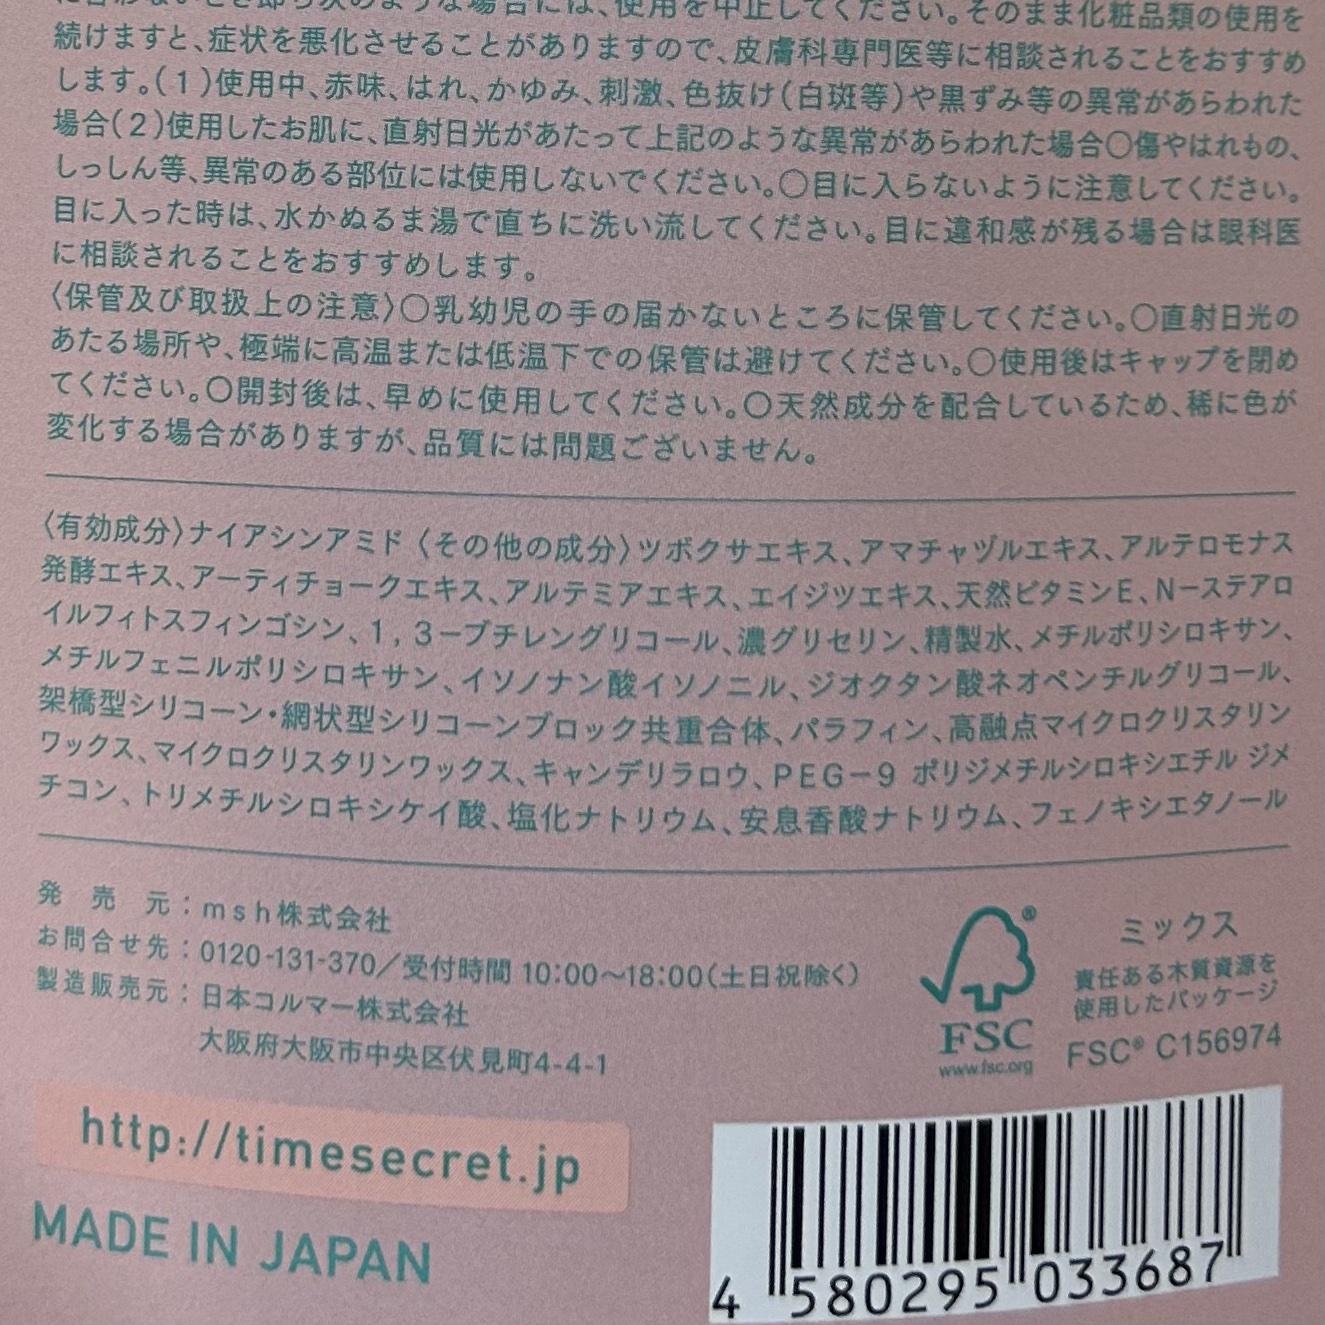 使用を中止してください。そのまま化粧品類の使用を
続けますと、症状を悪化させることがありますので、皮膚科専門医等に相談されることをおすすめ
します。(1)使用中、赤味、はれ、かゆみ、刺激、色抜け(白斑等)や黒ずみ等の異常があらわれた
場合(2)使用したお肌に、直射日光があたって上記のような異常があらわれた場合○傷やはれもの、
しっしん等、異常のある部位には使用しないでください。○目に入らないように注意してください。
目に入った時は、水かぬるま湯で直ちに洗い流してください。目に違和感が残る場合は眼科医
に相談されることをおすすめします。
〈保管及び取扱上の注意〉○乳幼児の手の届かないところに保管してください。○直射日光の
あたる場所や、極端に高温または低温下での保管は避けてください。○使用後はキャップを閉め
てください。○開封後は、早めに使用してください。○天然成分を配合しているため、稀に色が
変化する場合がありますが、品質には問題ございません。
〈有効成分〉ナイアシンアミド〈その他の成分〉ツボクサエキス、アマチャヅルエキス、アルテロモナス
発酵エキス、アーティチョークエキス、アルテミアエキス、エイジツエキス、天然ビタミンE、N−ステアロ
イルフィトスフィンゴシン、1，3−ブチレングリコール、濃グリセリン、精製水、メチルポリシロキサン、
メチルフェニルポリシロキサン、イソノナン酸イソノニル、ジオクタン酸ネオペンチルグリコール、
架橋型シリコーン・網状型シリコーンブロック共重合体、パラフィン、高融点マイクロクリスタリン
ワックス、マイクロクリスタリンワックス、キャンデリラロウ、PEG−9 ポリジメチルシロキシエチル ジメ
チコン、トリメチルシロキシケイ酸、塩化ナトリウム、安息香酸ナトリウム、フェノキシエタノール
発売元：msh株式会社
お問合せ先：0120-131-370／受付時間 10:00〜18:00(土日祝除く)
製造販売元：日本コルマー株式会社
大阪府大阪市中央区伏見町4-4-1
FSC®
www.fsc.org
ミックス
責任ある木質資源を
使用したパッケージ
FSC® C156974
http://timesecret.jp
MADE IN JAPAN
4 580295 033687